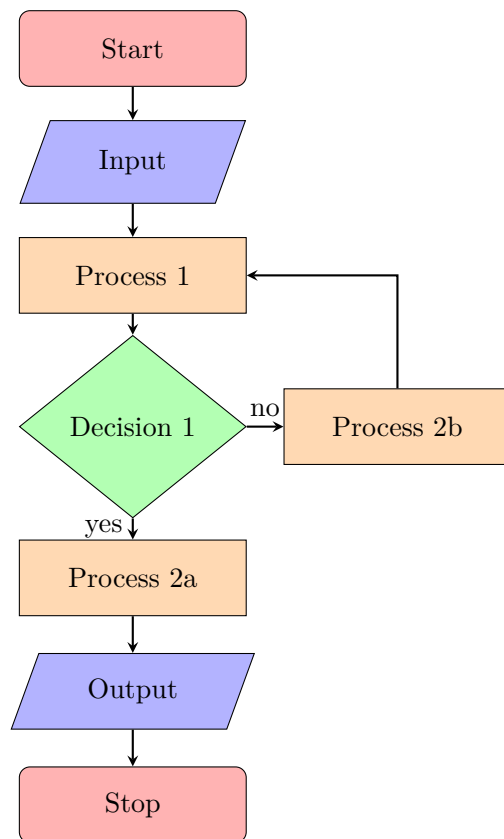 Start
Input
Process 1
Decision 1
no
Process 2b
yes
Process 2a
Output
Stop